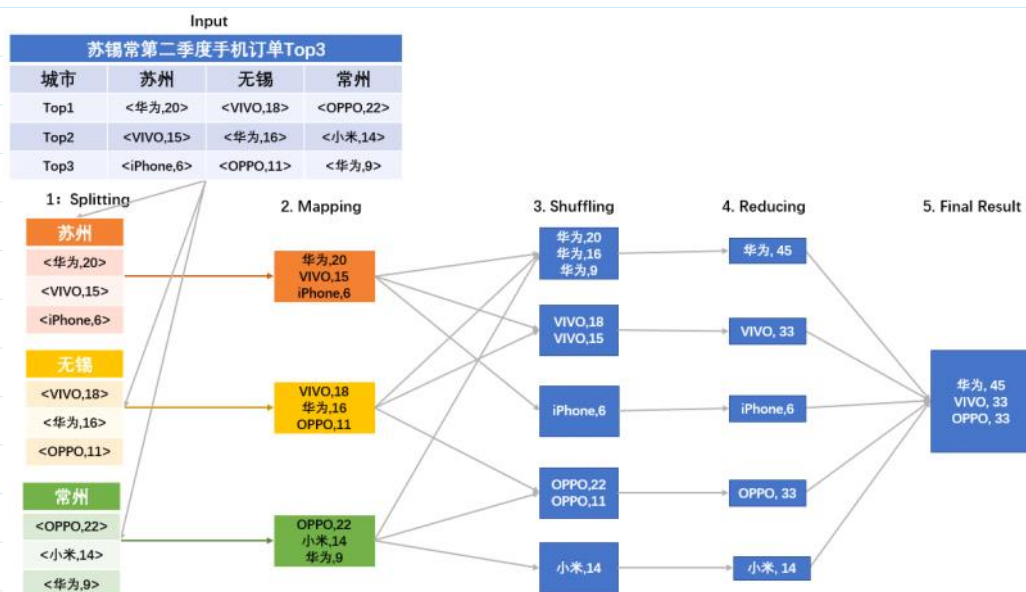 Input
苏锡常第二季度手机订单Top3
城市 苏州 无锡 常州
Top1 <华为,20> <VIVO,18> <OPPO,22>
Top2 <VIVO,15> <华为,16> <小米,14>
Top3 <iPhone,6> <OPPO,11> <华为,9>
1: Splitting
2. Mapping
3. Shuffling
4. Reducing
5. Final Result
苏州
<华为,20>
<VIVO,15>
<iPhone,6>
无锡
<VIVO,18>
<华为,16>
<OPPO,11>
常州
<OPPO,22>
<小米,14>
<华为,9>
华为,20
VIVO,15
iPhone,6
VIVO,18
华为,16
OPPO,11
OPPO,22
小米,14
华为,9
华为,20
华为,16
华为,9
VIVO,18
VIVO,15
iPhone,6
OPPO,22
OPPO,11
小米,14
华为, 45
VIVO, 33
iPhone,6
OPPO, 33
小米, 14
华为, 45
VIVO, 33
OPPO, 33